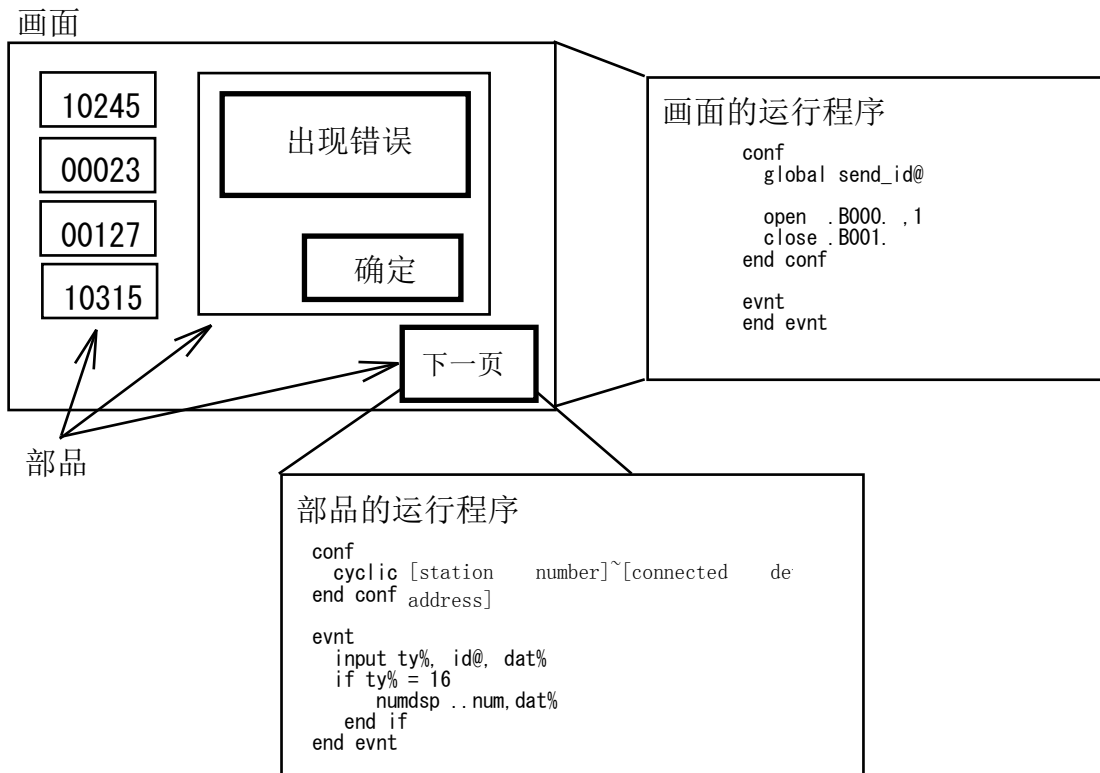 画面
10245
00023
00127
10315
出现错误
确定
下一页
部品
画面的运行程序
conf
global send_id@
open .B000. ,1
close .B001.
end conf
evnt
end evnt
部品的运行程序
conf
cyclic [station number]~[connected
end conf address]
evnt
input ty%, id@, dat%
if ty% = 16
numdsp ..num,dat%
end if
end evnt